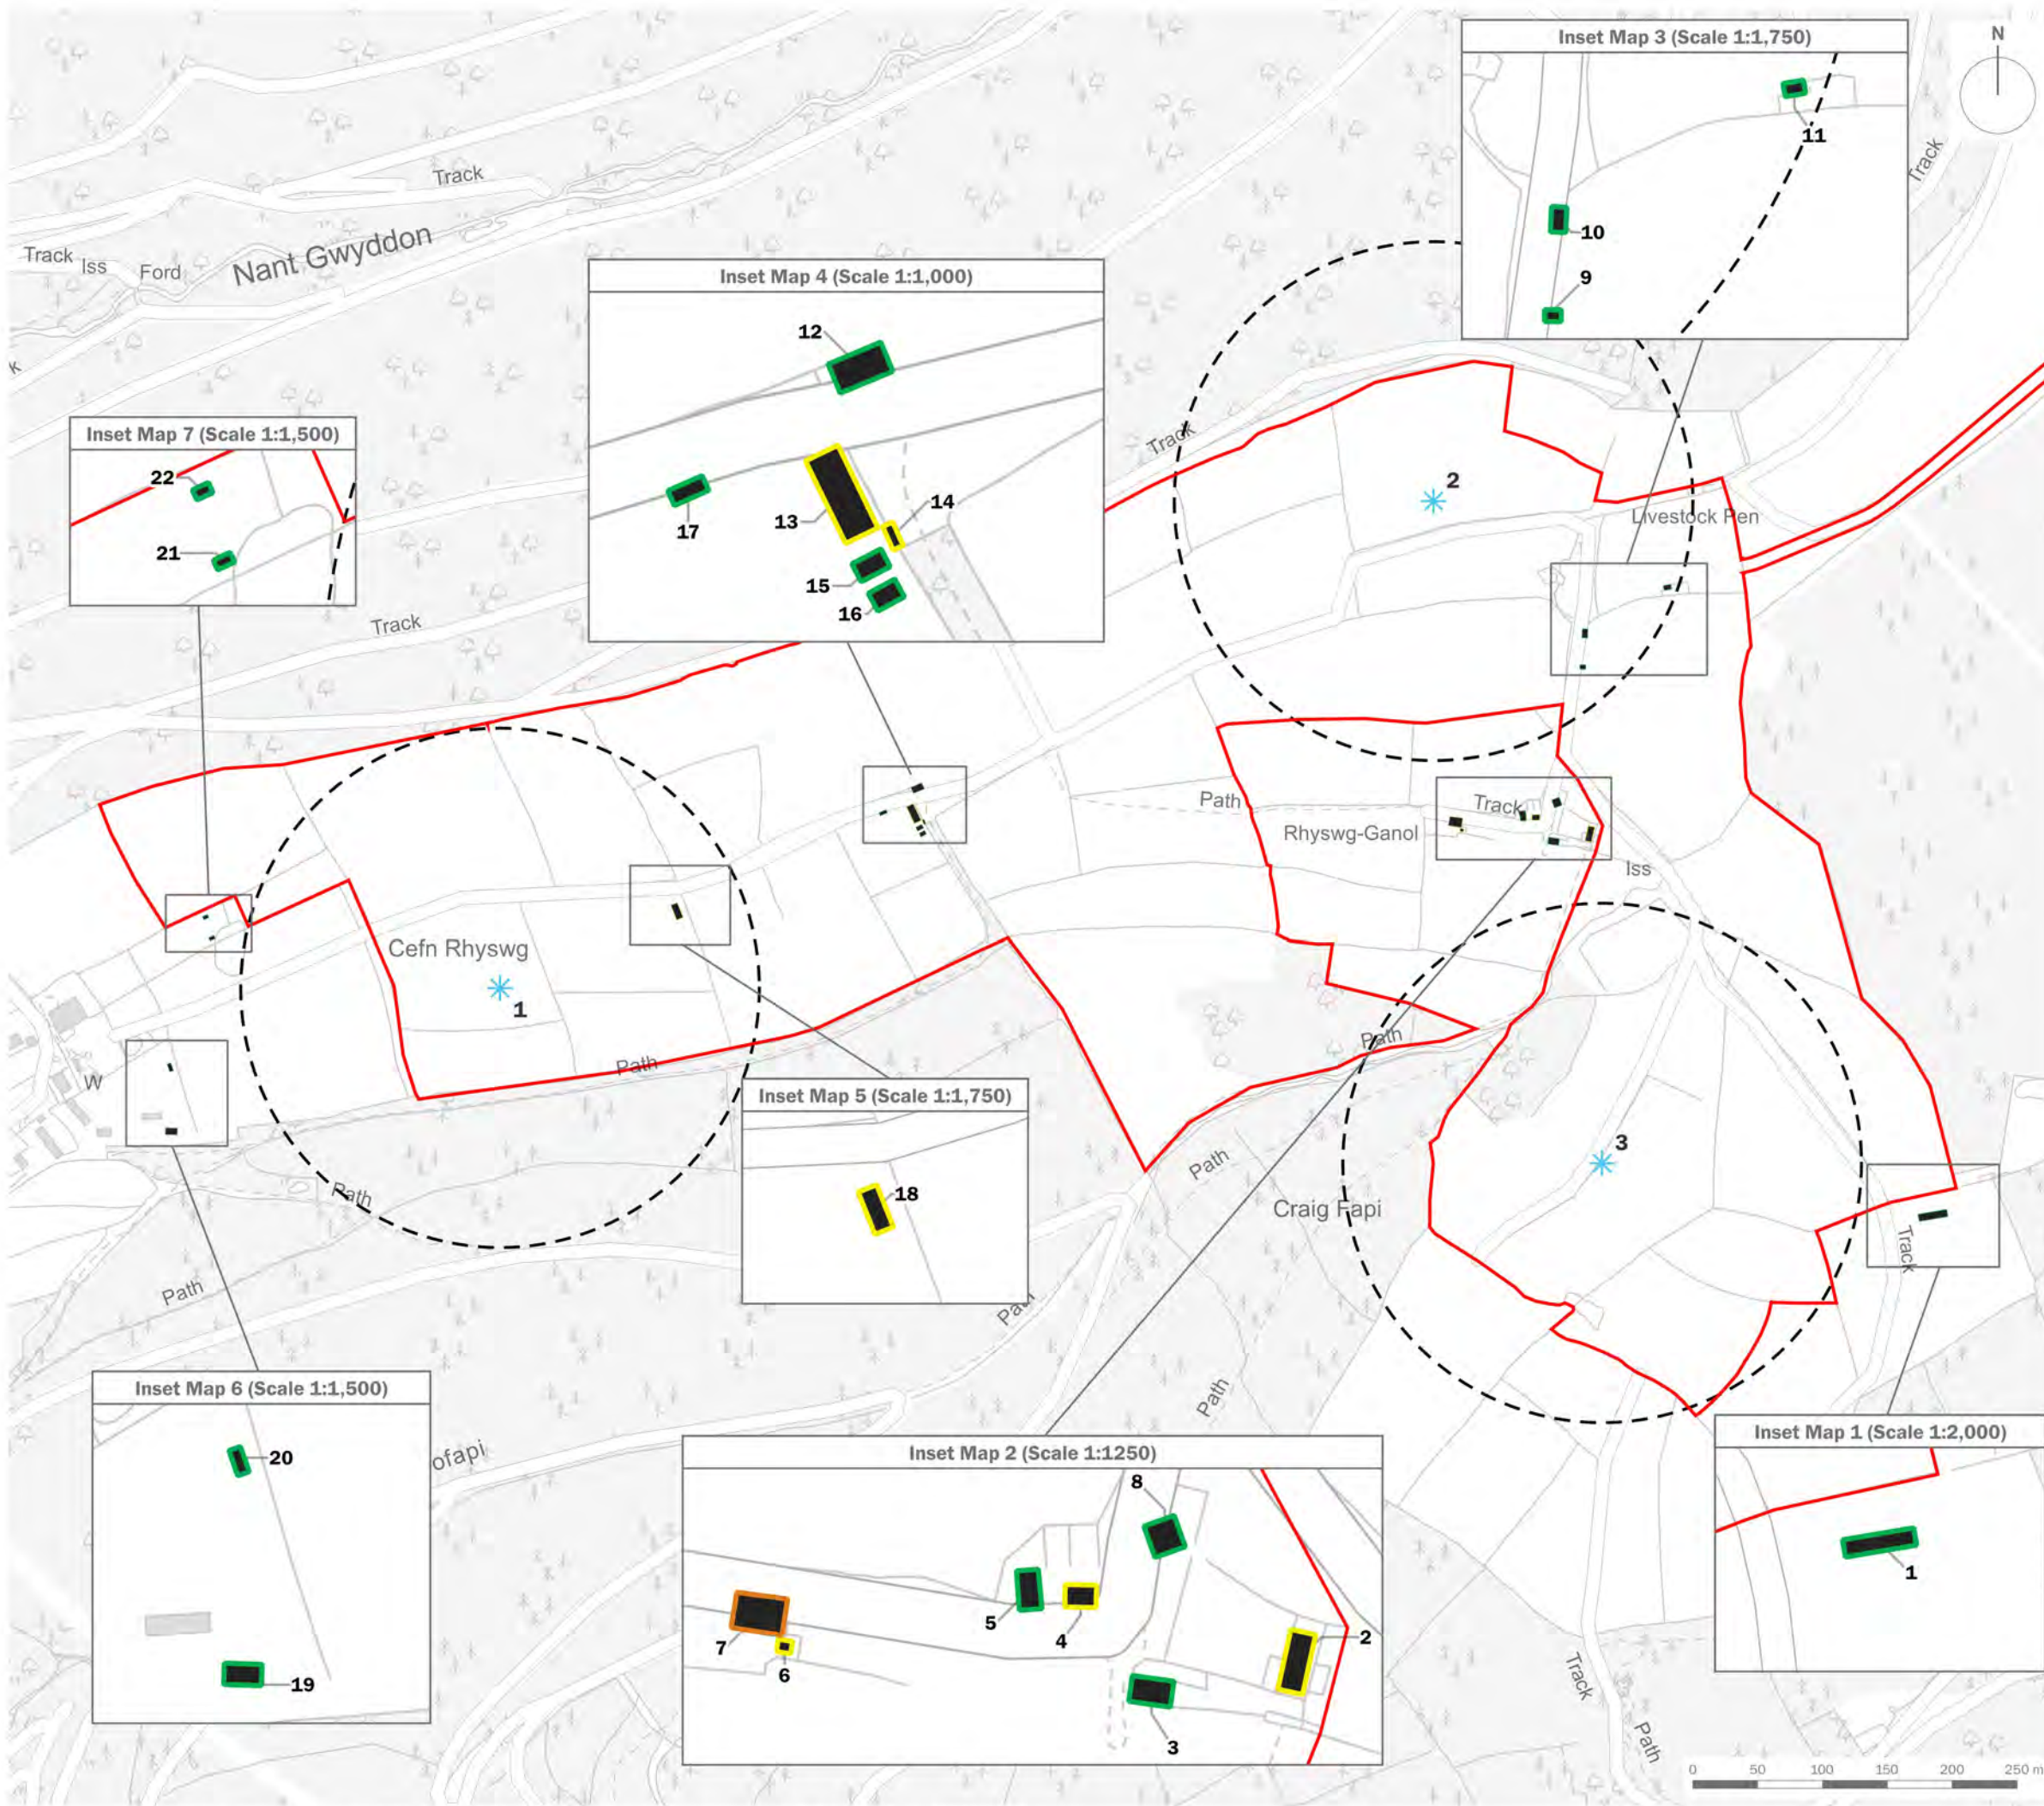 Inset Map 3 (Scale 1:1,750)
N
11
10
9
Track
Track
Nant Gwyddon
Track
Iss
Ford
k
Inset Map 4 (Scale 1:1,000)
12
13
14
15
16
17
Inset Map 7 (Scale 1:1,500)
22
21
Track
Track
2
Livestock Pen
Path
Track
Rhyswg-Ganol
Iss
Cefn Rhyswg
1
Path
Path
W
Inset Map 5 (Scale 1:1,750)
18
Path
3
Craig Fapi
Path
Track
Path
Path
Path
Inset Map 6 (Scale 1:1,500)
20
19
ofapi
Inset Map 2 (Scale 1:1250)
8
5
4
7
6
2
3
Inset Map 1 (Scale 1:2,000)
1
Track
Path
0 50 100 150 200 250 m